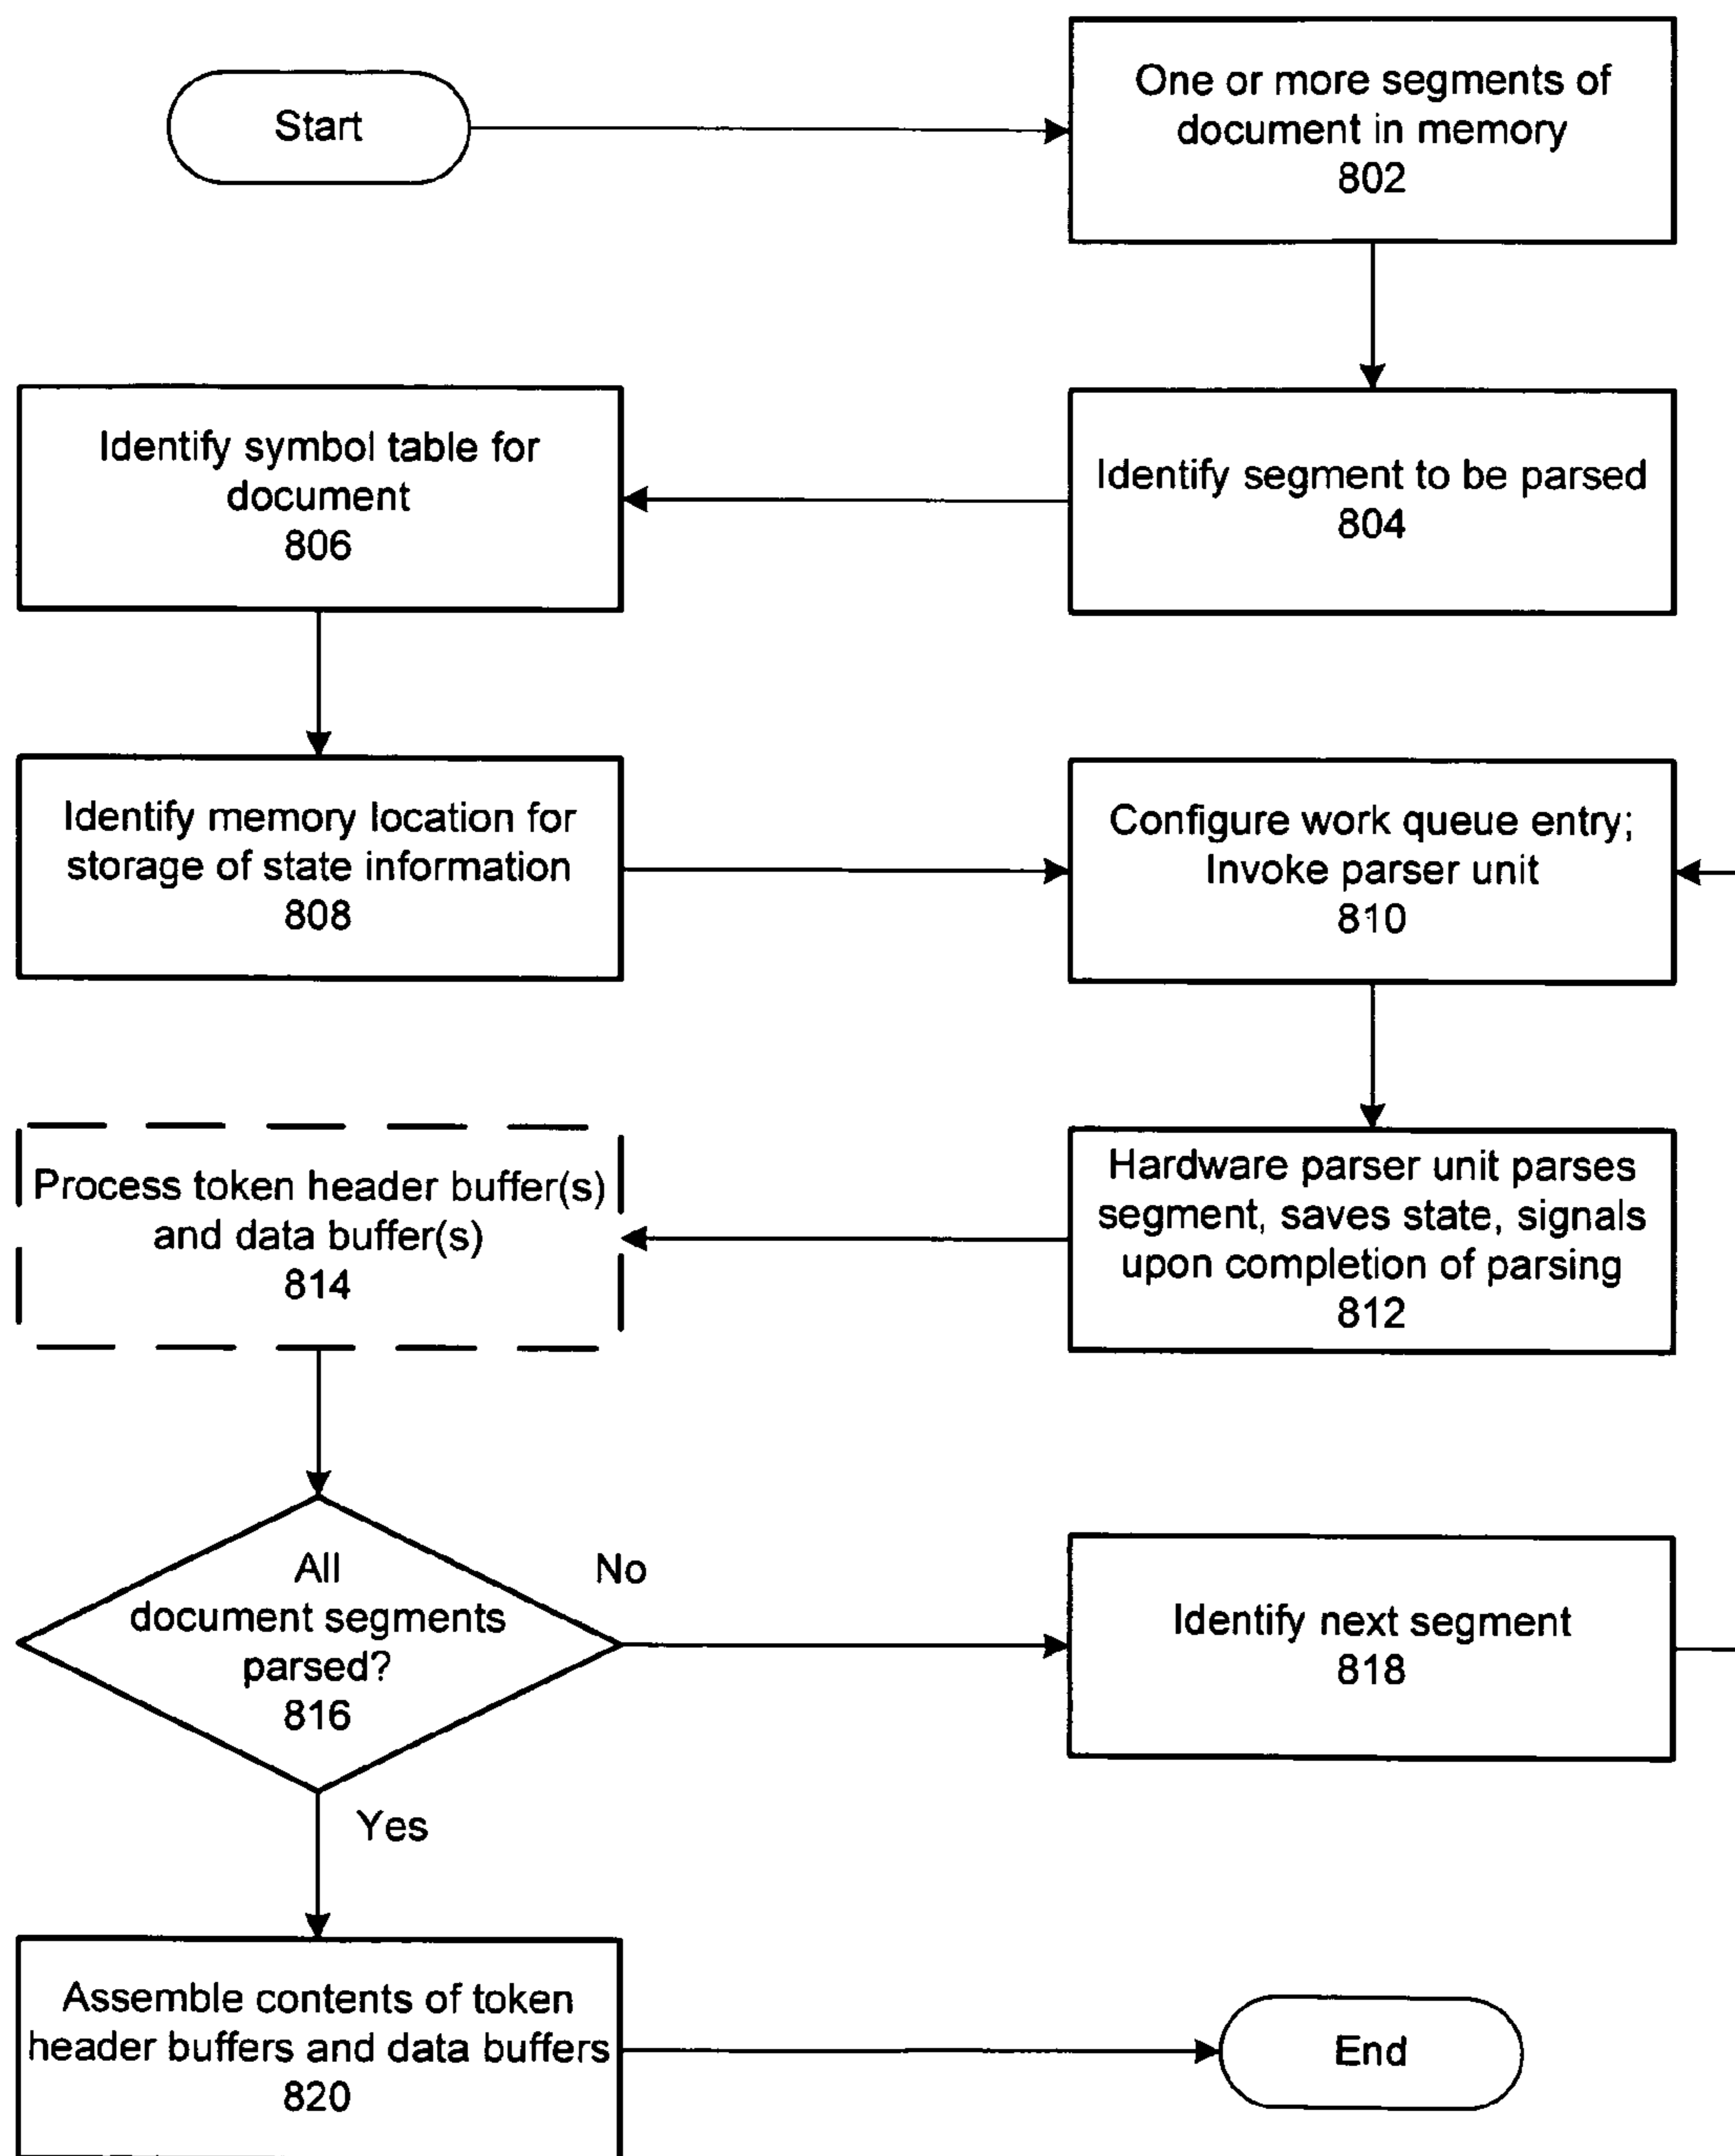 Start
One or more segments of
document in memory
802
Identify segment to be parsed
804
Identify symbol table for
document
806
Identify memory location for
storage of state information
808
Configure work queue entry;
Invoke parser unit
810
Hardware parser unit parses
segment, saves state, signals
upon completion of parsing
812
Process token header buffer(s)
and data buffer(s)
814
All
document segments
parsed?
816
No
Identify next segment
818
Yes
Assemble contents of token
header buffers and data buffers
820
End